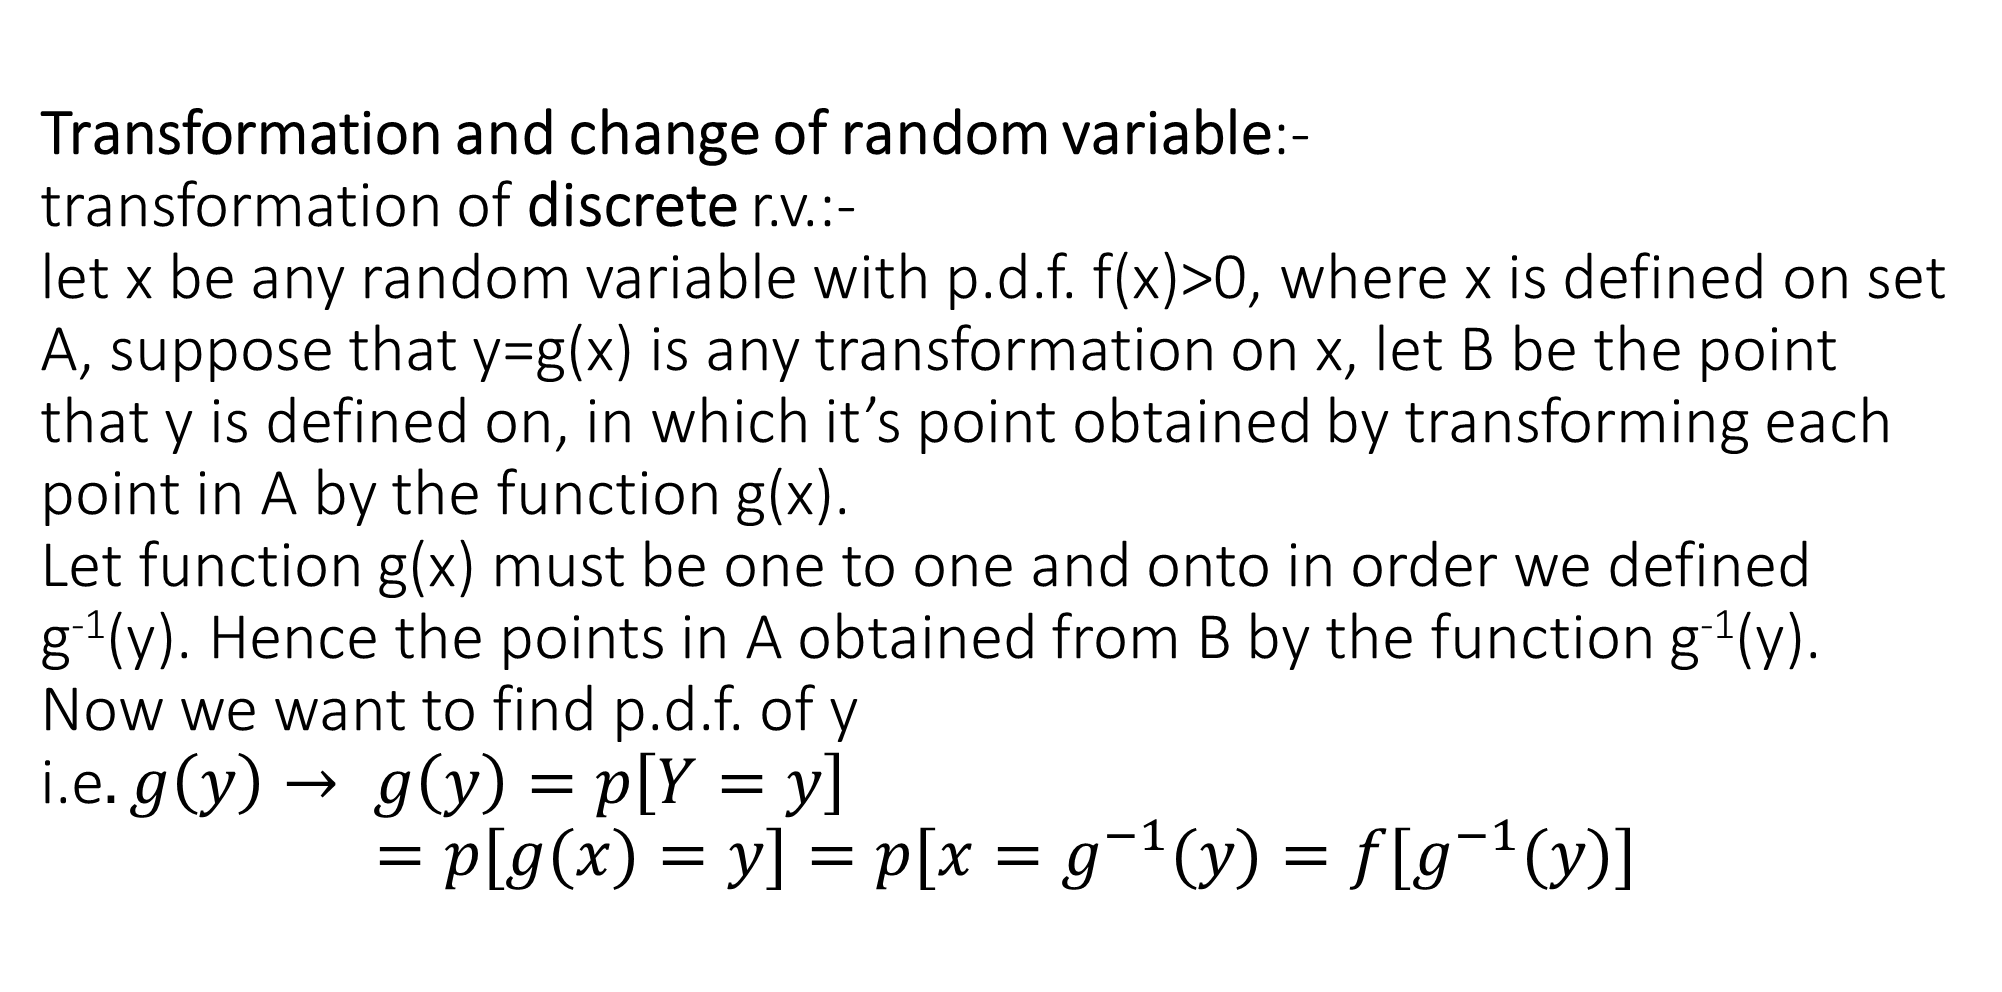 Transformation and change of random variable:-
transformation of discrete r.v.:-
let x be any random variable with p.d.f. f(x)>0, where x is defined on set
A, suppose that y=g(x) is any transformation on x, let B be the point
that y is defined on, in which it’s point obtained by transforming each
point in A by the function g(x).
Let function g(x) must be one to one and onto in order we defined
g⁻¹(y). Hence the points in A obtained from B by the function g⁻¹(y).
Now we want to find p.d.f. of y
i.e. g(y) → g(y) = p[Y = y]
= p[g(x) = y] = p[x = g⁻¹(y) = f[g⁻¹(y)]